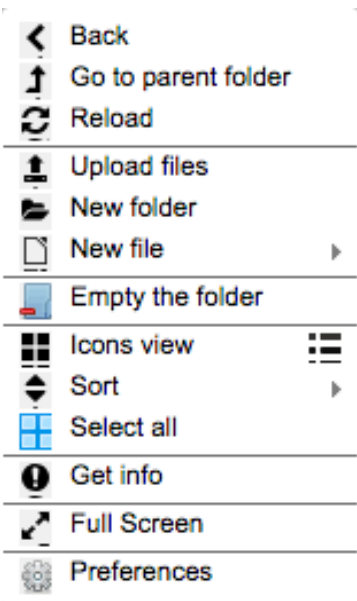 Back
Go to parent folder
Reload
Upload files
New folder
New file
Empty the folder
Icons view
Sort
Select all
Get info
Full Screen
Preferences